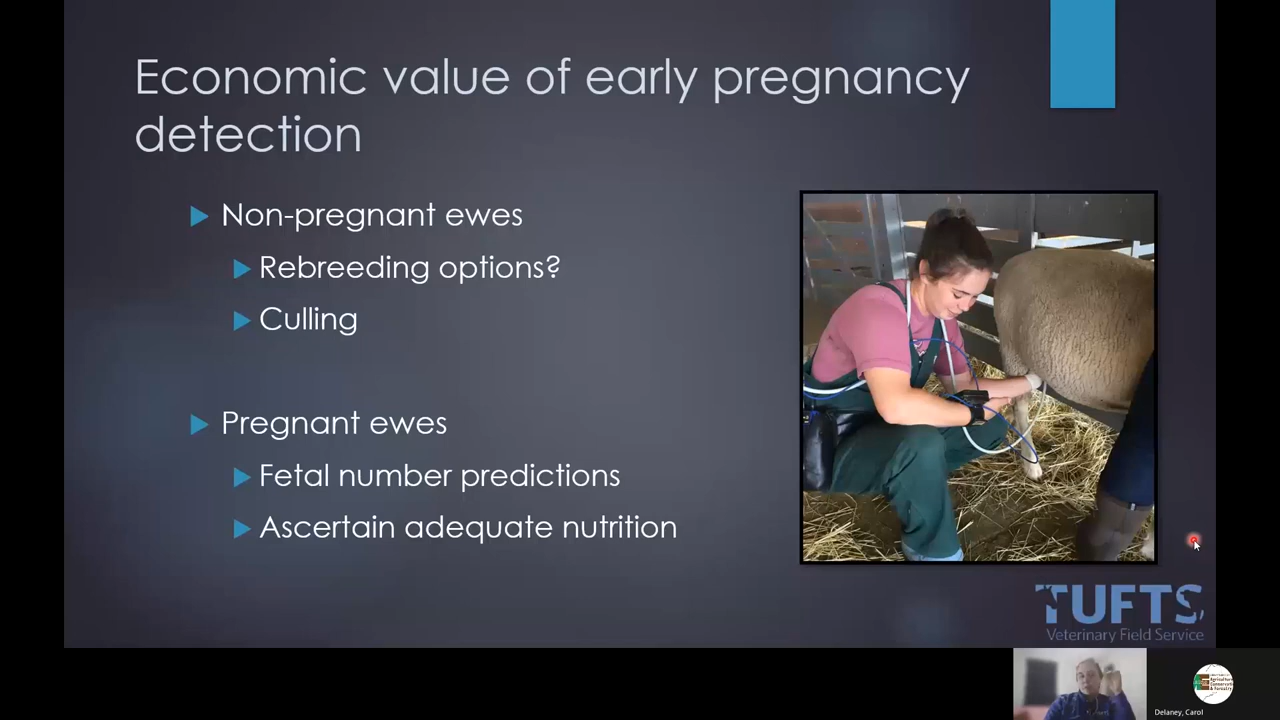 Economic value of early pregnancy
detection
Non-pregnant ewes
Rebreeding options?
Culling
Pregnant ewes
Fetal number predictions
Ascertain adequate nutrition
TUFTS
Veterinary Field Service
Delaney, Carol